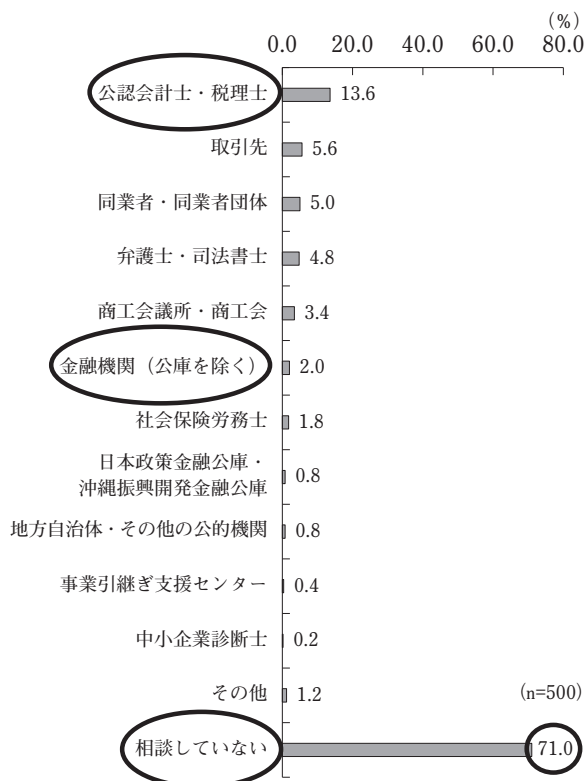 (%)
0.0 20.0 40.0 60.0 80.0
公認会計士・税理士 13.6
取引先 5.6
同業者・同業者団体 5.0
弁護士・司法書士 4.8
商工会議所・商工会 3.4
金融機関（公庫を除く） 2.0
社会保険労務士 1.8
日本政策金融公庫・
沖縄振興開発金融公庫 0.8
地方自治体・その他の公的機関 0.8
事業引継ぎ支援センター 0.4
中小企業診断士 0.2
その他 1.2
(n=500)
相談していない 71.0